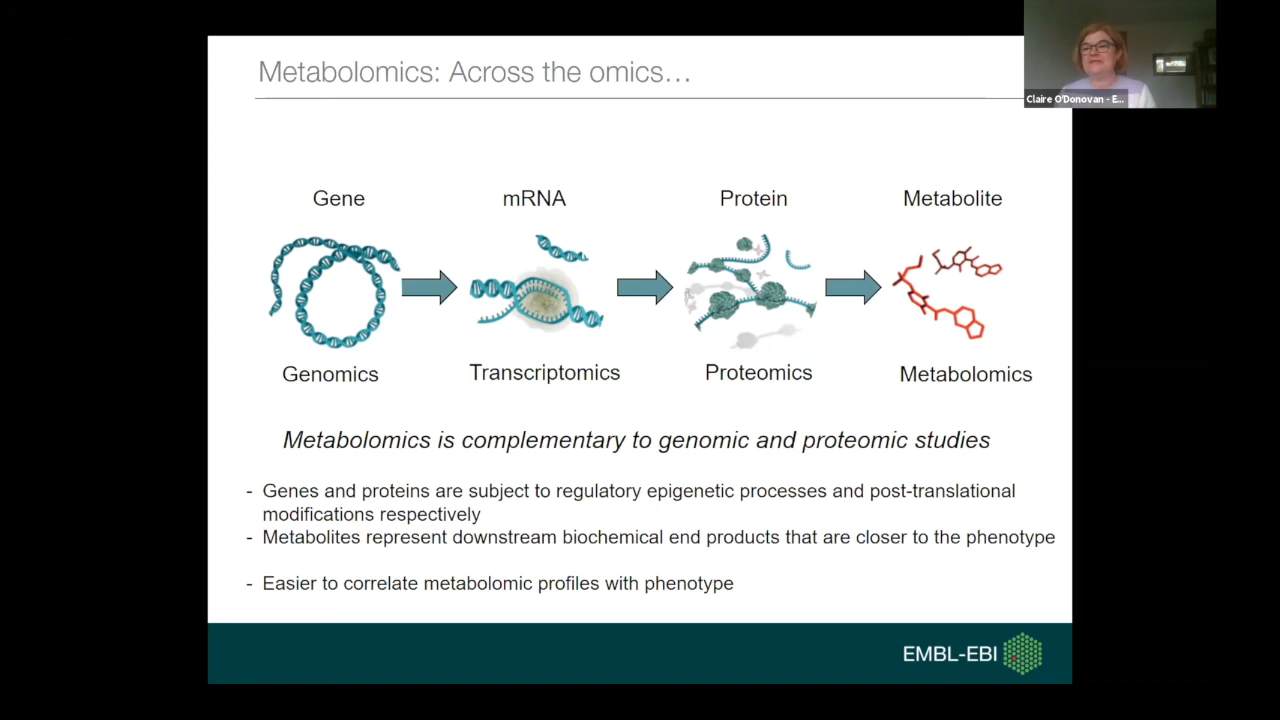 Metabolomics: Across the omics...
Claire O'Donovan - E...
Gene mRNA Protein Metabolite
Genomics Transcriptomics Proteomics Metabolomics
Metabolomics is complementary to genomic and proteomic studies
- Genes and proteins are subject to regulatory epigenetic processes and post-translational
modifications respectively
- Metabolites represent downstream biochemical end products that are closer to the phenotype
- Easier to correlate metabolomic profiles with phenotype
EMBL-EBI